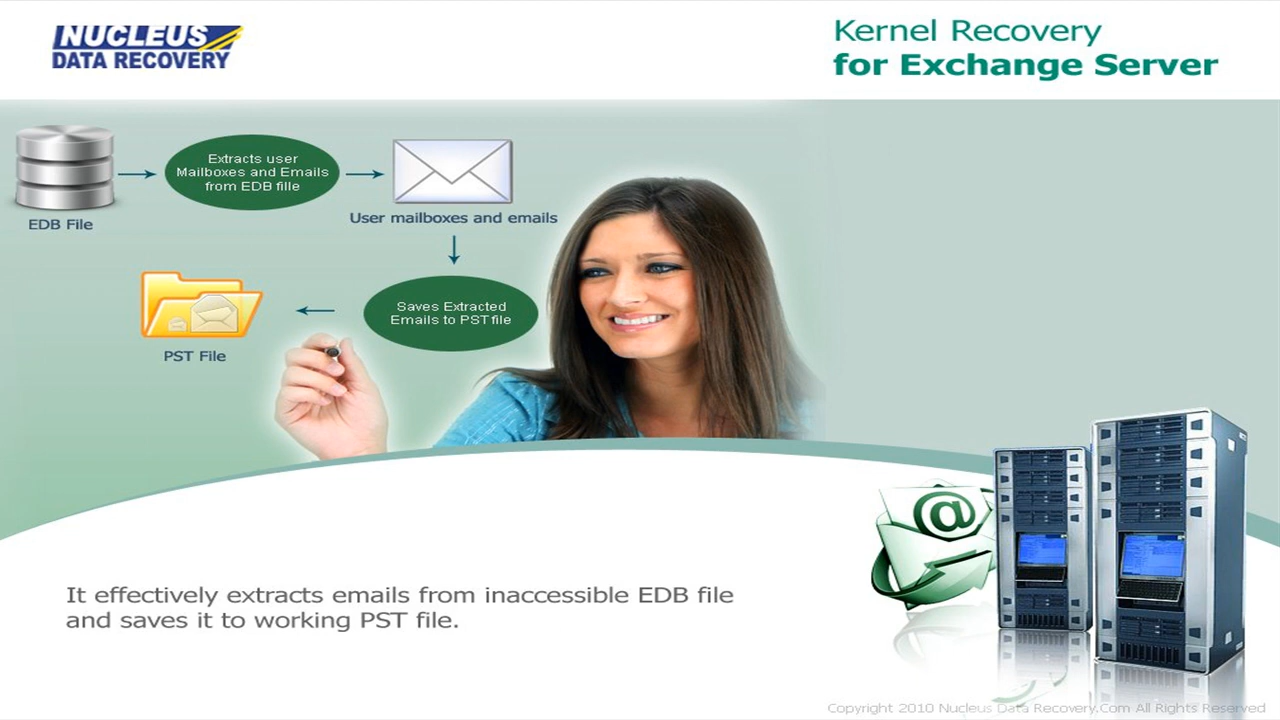 NUCLEUS
DATA RECOVERY
Kernel Recovery
for Exchange Server
Extracts user
Mailboxes and Emails
from EDB fille
EDB File
User mailboxes and emails
Saves Extracted
Emails to PST file
PST File
@
It effectively extracts emails from inaccessible EDB file
and saves it to working PST file.
Copyright 2010 Nucleus Data Recovery.Com All Rights Reserved